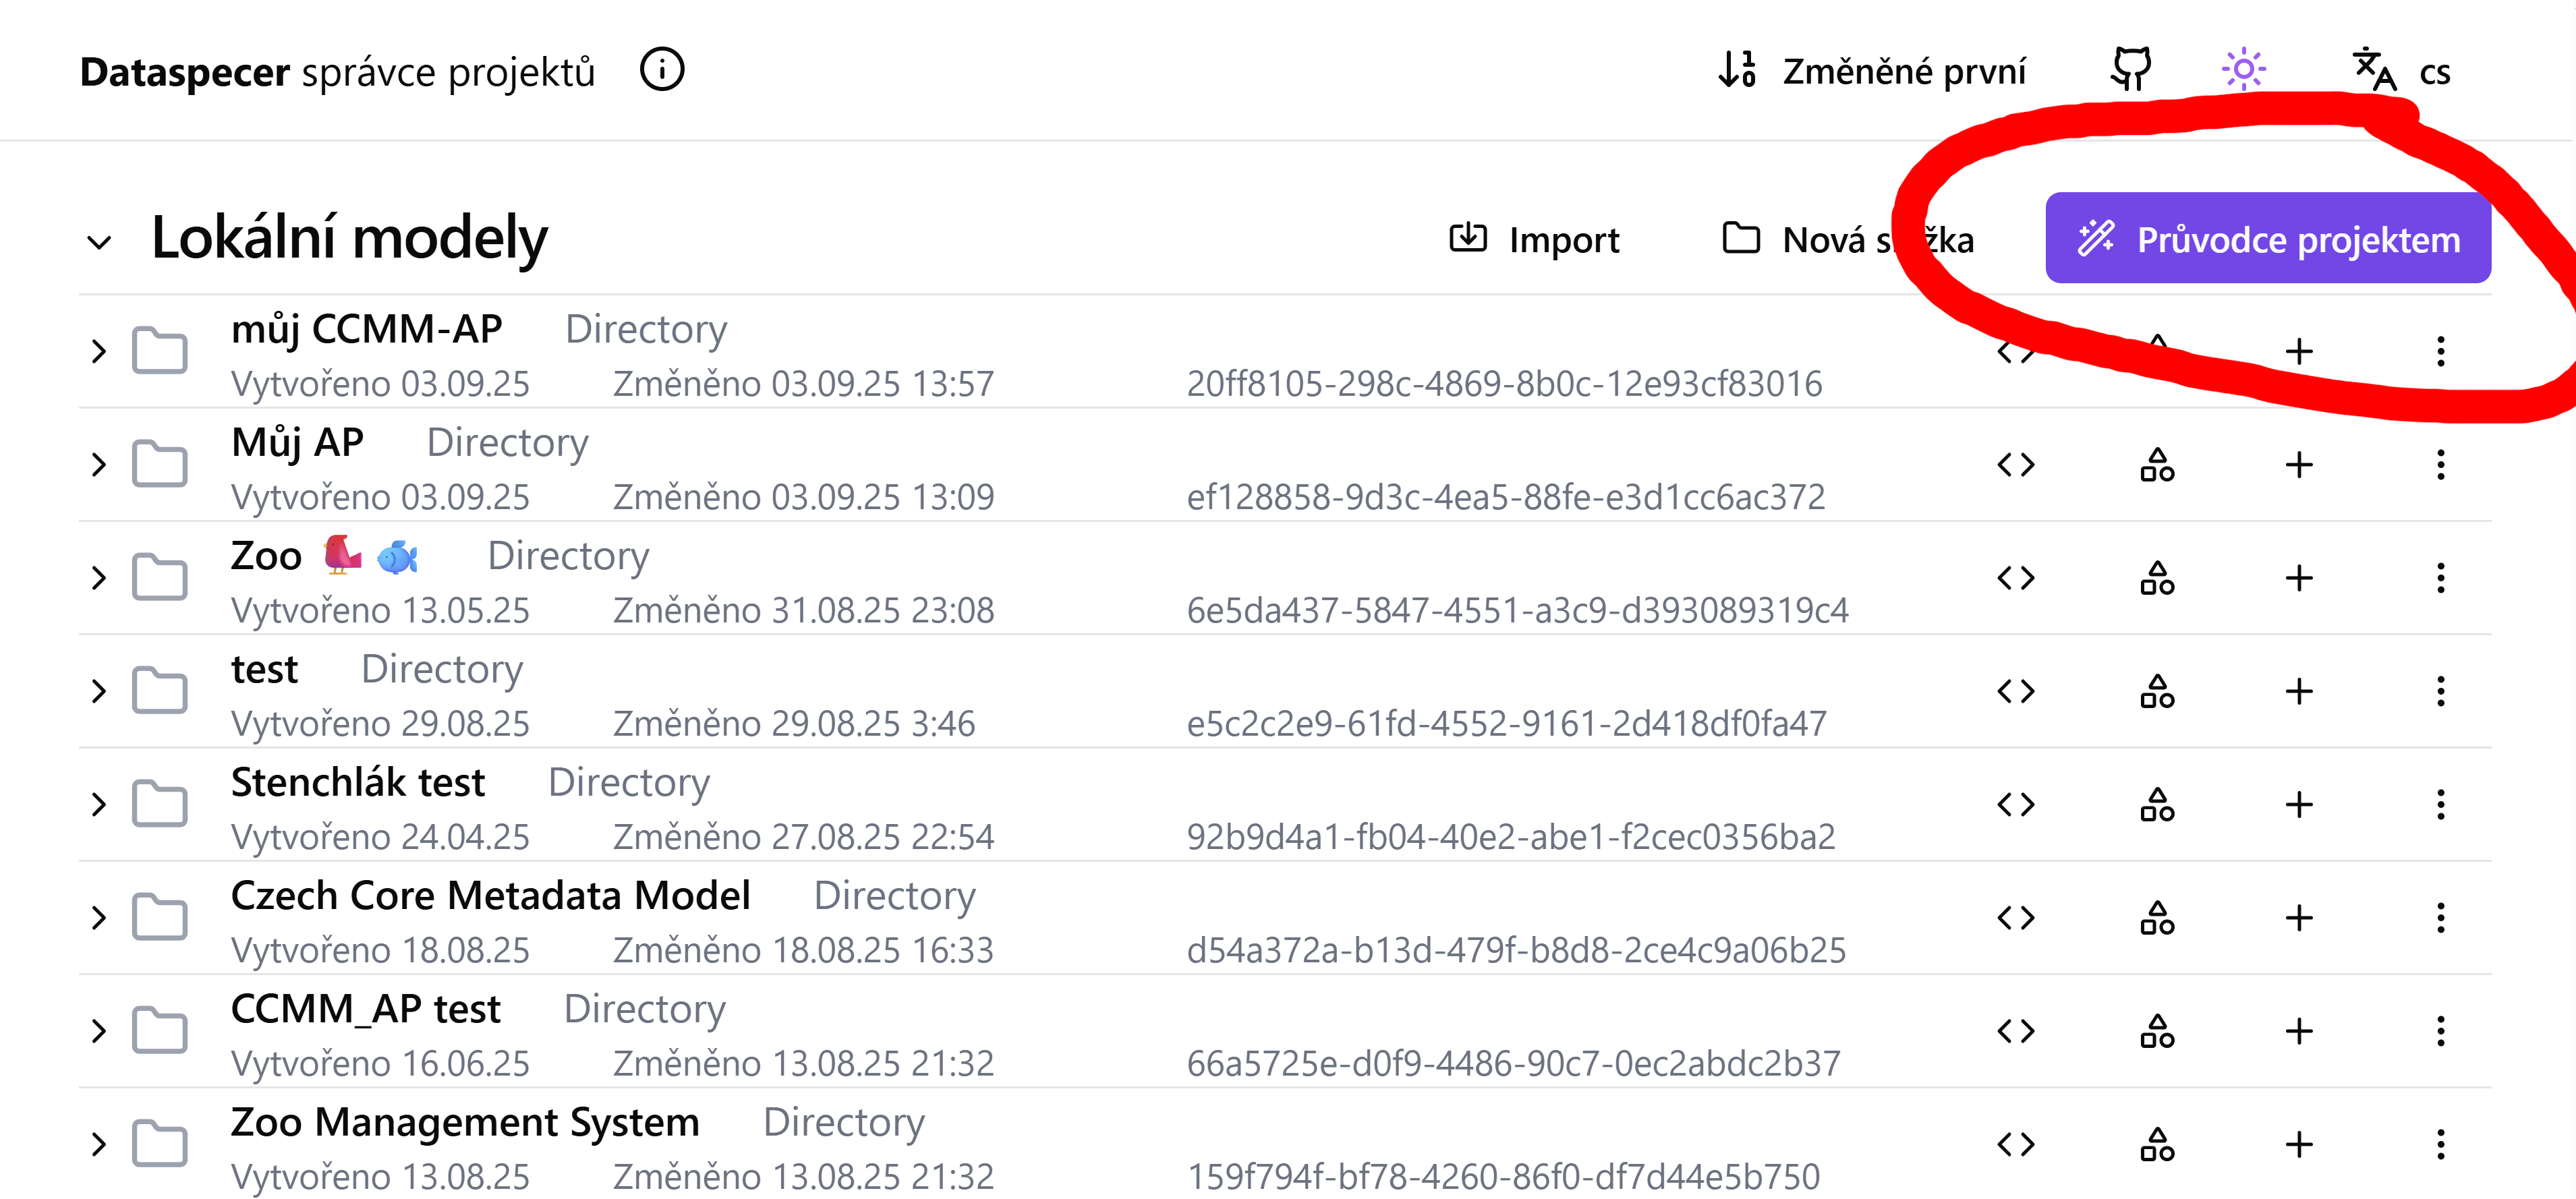 Dataspecer správce projektů
Změněné první
cs
Lokální modely
Import
Nová složka
Průvodce projektem
můj CCMM-AP Directory
Vytvořeno 03.09.25 Změněno 03.09.25 13:57 20ff8105-298c-4869-8b0c-12e93cf83016
Můj AP Directory
Vytvořeno 03.09.25 Změněno 03.09.25 13:09 ef128858-9d3c-4ea5-88fe-e3d1cc6ac372
Zoo Directory
Vytvořeno 13.05.25 Změněno 31.08.25 23:08 6e5da437-5847-4551-a3c9-d393089319c4
test Directory
Vytvořeno 29.08.25 Změněno 29.08.25 3:46 e5c2c2e9-61fd-4552-9161-2d418df0fa47
Stenchlák test Directory
Vytvořeno 24.04.25 Změněno 27.08.25 22:54 92b9d4a1-fb04-40e2-abe1-f2cec0356ba2
Czech Core Metadata Model Directory
Vytvořeno 18.08.25 Změněno 18.08.25 16:33 d54a372a-b13d-479f-b8d8-2ce4c9a06b25
CCMM_AP test Directory
Vytvořeno 16.06.25 Změněno 13.08.25 21:32 66a5725e-d0f9-4486-90c7-0ec2abdc2b37
Zoo Management System Directory
Vytvořeno 13.08.25 Změněno 13.08.25 21:32 159f794f-bf78-4260-86f0-df7d44e5b750